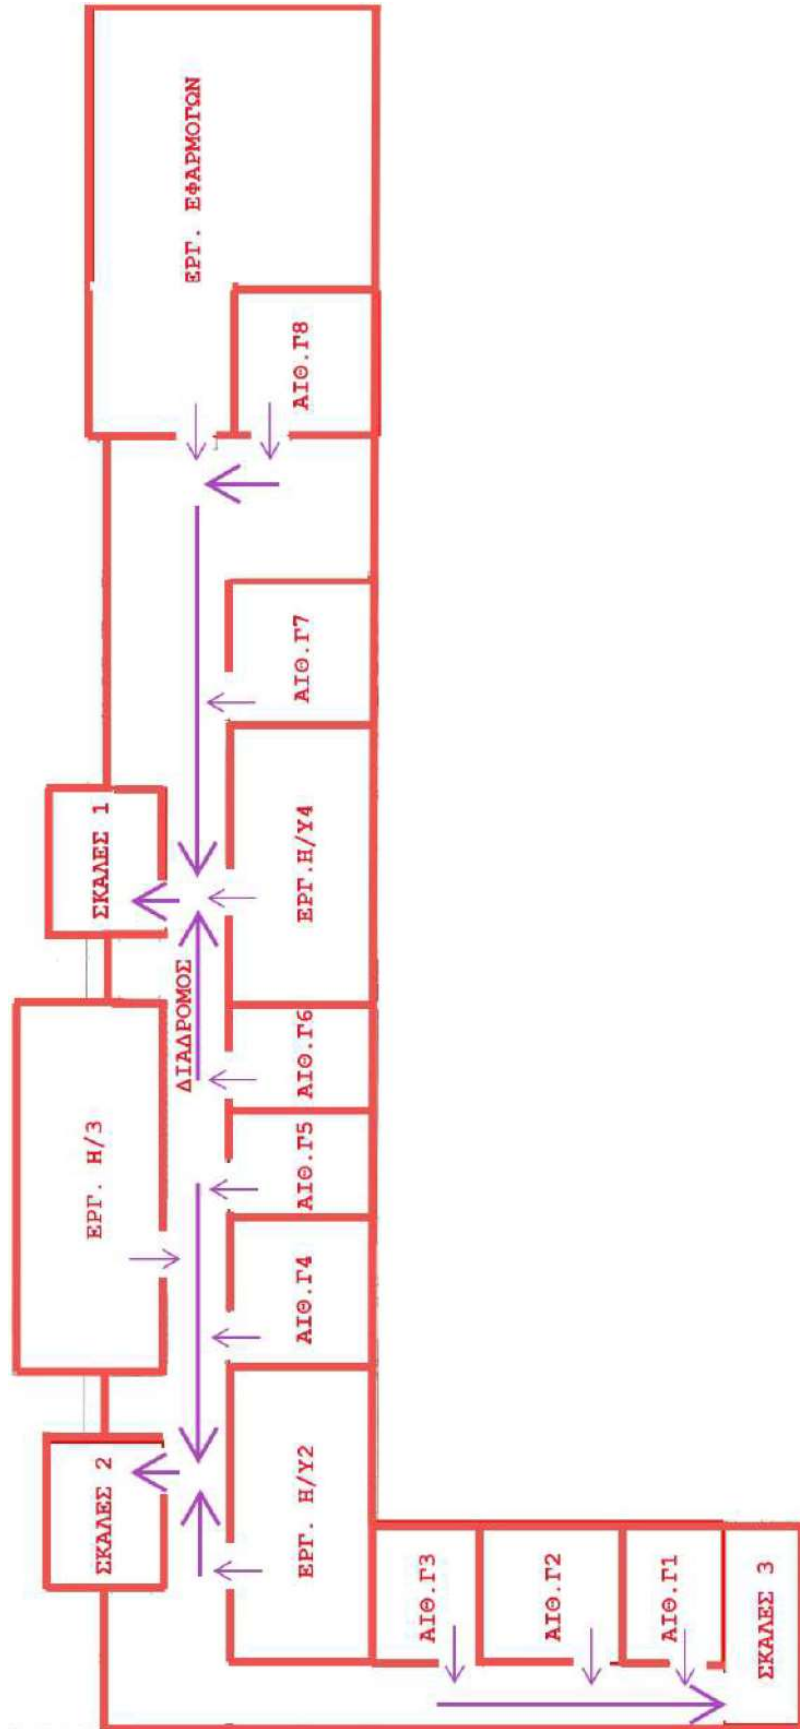 ΕΡΓ. ΕΦΑΡΜΟΓΩΝ
ΑΙΘ.Γ8
ΑΙΘ.Γ7
ΣΚΑΛΕΣ 1
ΕΡΓ.Η/Υ4
ΔΙΑΔΡΟΜΟΣ
ΑΙΘ.Γ6
ΕΡΓ. Η/3
ΑΙΘ.Γ5
ΑΙΘ.Γ4
ΣΚΑΛΕΣ 2
ΕΡΓ. Η/Υ2
ΑΙΘ.Γ3
ΑΙΘ.Γ2
ΑΙΘ.Γ1
ΣΚΑΛΕΣ 3